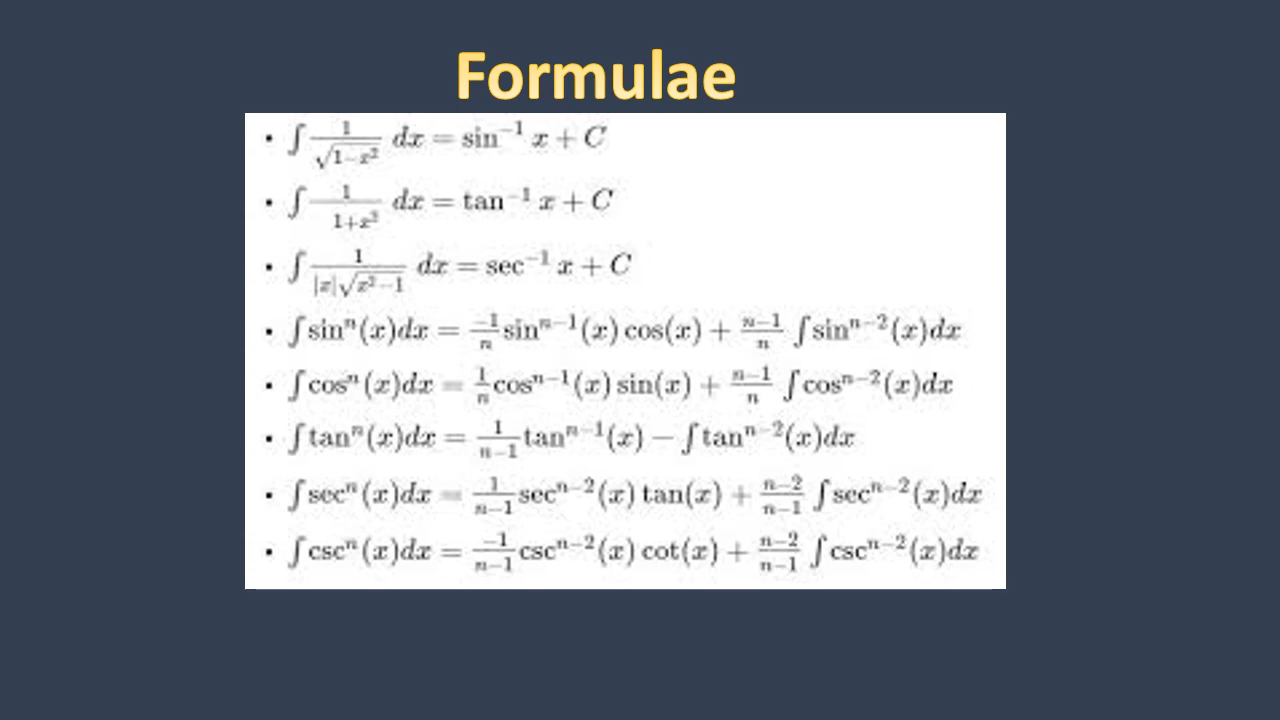 Formulae
• ∫ 1/√(1−x²) dx = sin⁻¹ x + C
• ∫ 1/(1+x²) dx = tan⁻¹ x + C
• ∫ 1/(|x|√(x²−1)) dx = sec⁻¹ x + C
• ∫ sinⁿ(x)dx = −1/n sinⁿ⁻¹(x) cos(x) + (n−1)/n ∫ sinⁿ⁻²(x)dx
• ∫ cosⁿ(x)dx = 1/n cosⁿ⁻¹(x) sin(x) + (n−1)/n ∫ cosⁿ⁻²(x)dx
• ∫ tanⁿ(x)dx = 1/(n−1) tanⁿ⁻¹(x) − ∫ tanⁿ⁻²(x)dx
• ∫ secⁿ(x)dx = 1/(n−1) secⁿ⁻²(x) tan(x) + (n−2)/(n−1) ∫ secⁿ⁻²(x)dx
• ∫ cscⁿ(x)dx = −1/(n−1) cscⁿ⁻²(x) cot(x) + (n−2)/(n−1) ∫ cscⁿ⁻²(x)dx